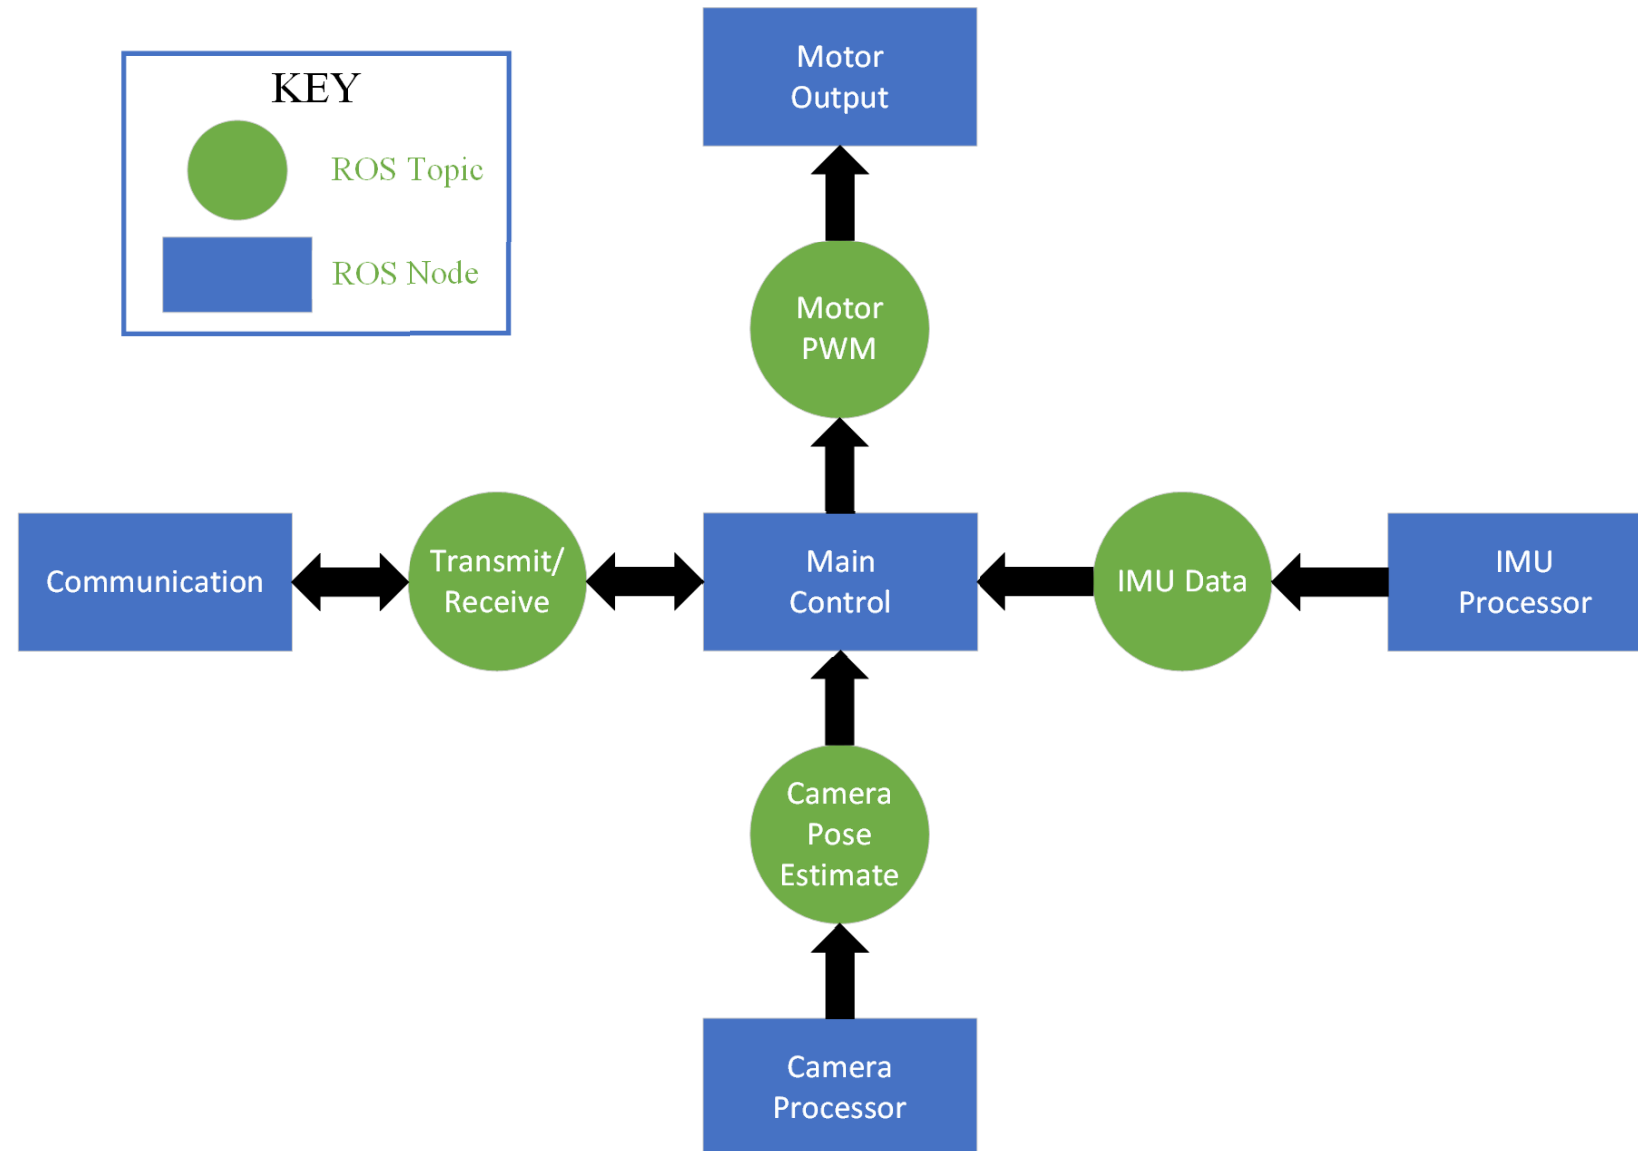 KEY
ROS Topic
ROS Node
Motor
Output
Motor
PWM
Communication
Transmit/
Receive
Main
Control
IMU Data
IMU
Processor
Camera
Pose
Estimate
Camera
Processor